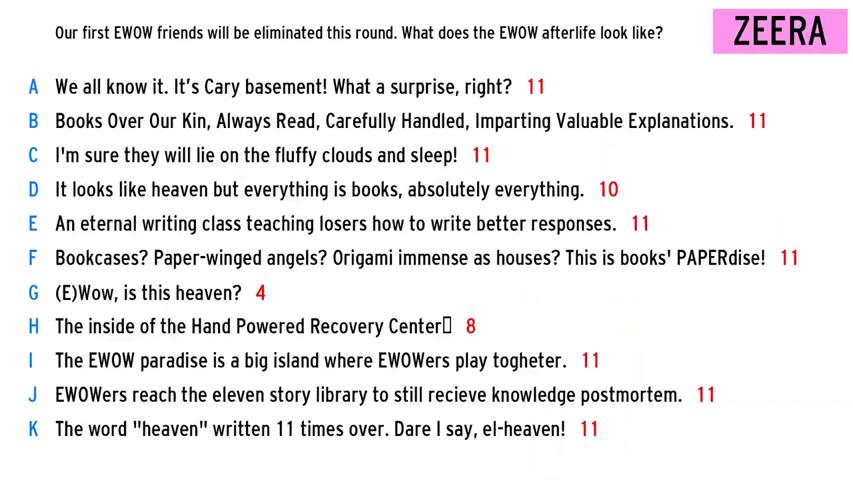 Our first EWOW friends will be eliminated this round. What does the EWOW afterlife look like?
ZEERA
A We all know it. It's Cary basement! What a surprise, right? 11
B Books Over Our Kin, Always Read, Carefully Handled, Imparting Valuable Explanations. 11
C I'm sure they will lie on the fluffy clouds and sleep! 11
D It looks like heaven but everything is books, absolutely everything. 10
E An eternal writing class teaching losers how to write better responses. 11
F Bookcases? Paper-winged angels? Origami immense as houses? This is books' PAPERdise! 11
G (E)Wow, is this heaven? 4
H The inside of the Hand Powered Recovery Center▯ 8
I The EWOW paradise is a big island where EWOWers play togheter. 11
J EWOWers reach the eleven story library to still recieve knowledge postmortem. 11
K The word "heaven" written 11 times over. Dare I say, el-heaven! 11